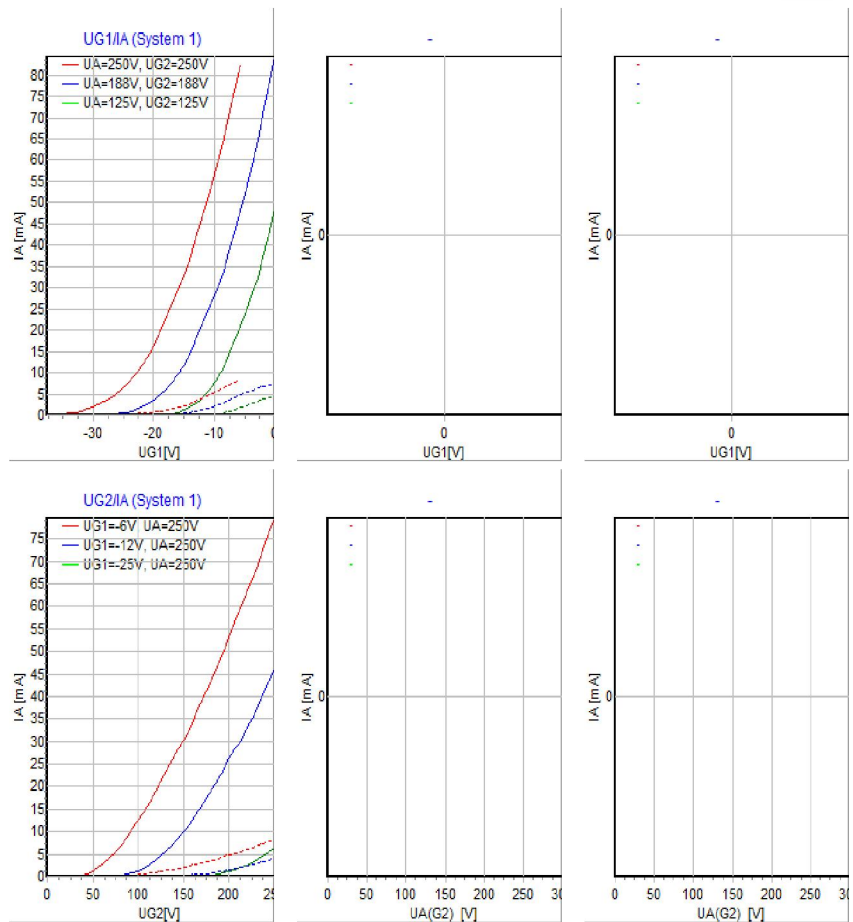 UG1/IA (System 1)
UA=250V, UG2=250V
UA=188V, UG2=188V
UA=125V, UG2=125V
80
75
70
65
60
55
50
45
40
35
30
25
20
15
10
5
0
IA [mA]
-30 -20 -10 0
UG1[V]
-
0
IA [mA]
0
UG1[V]
-
0
IA [mA]
0
UG1[V]
UG2/IA (System 1)
UG1=-6V, UA=250V
UG1=-12V, UA=250V
UG1=-25V, UA=250V
75
70
65
60
55
50
45
40
35
30
25
20
15
10
5
0
IA [mA]
0 50 100 150 200 25
UG2[V]
-
0
IA [mA]
0 50 100 150 200 250 30
UA(G2) [V]
-
0
IA [mA]
0 50 100 150 200 250 30
UA(G2) [V]